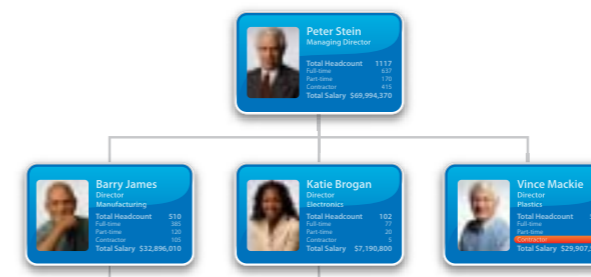 Peter Stein
Managing Director
Total Headcount 1117
Full-time 637
Part-time 170
Contractor 415
Total Salary $69,994,370
Barry James
Director
Manufacturing
Total Headcount 510
Full-time 385
Part-time 120
Contractor 105
Total Salary $32,896,010
Katie Brogan
Director
Electronics
Total Headcount 102
Full-time 77
Part-time 20
Contractor 5
Total Salary $7,190,800
Vince Mackie
Director
Plastics
Total Headcount
Full-time
Part-time
Contractor
Total Salary $29,907,